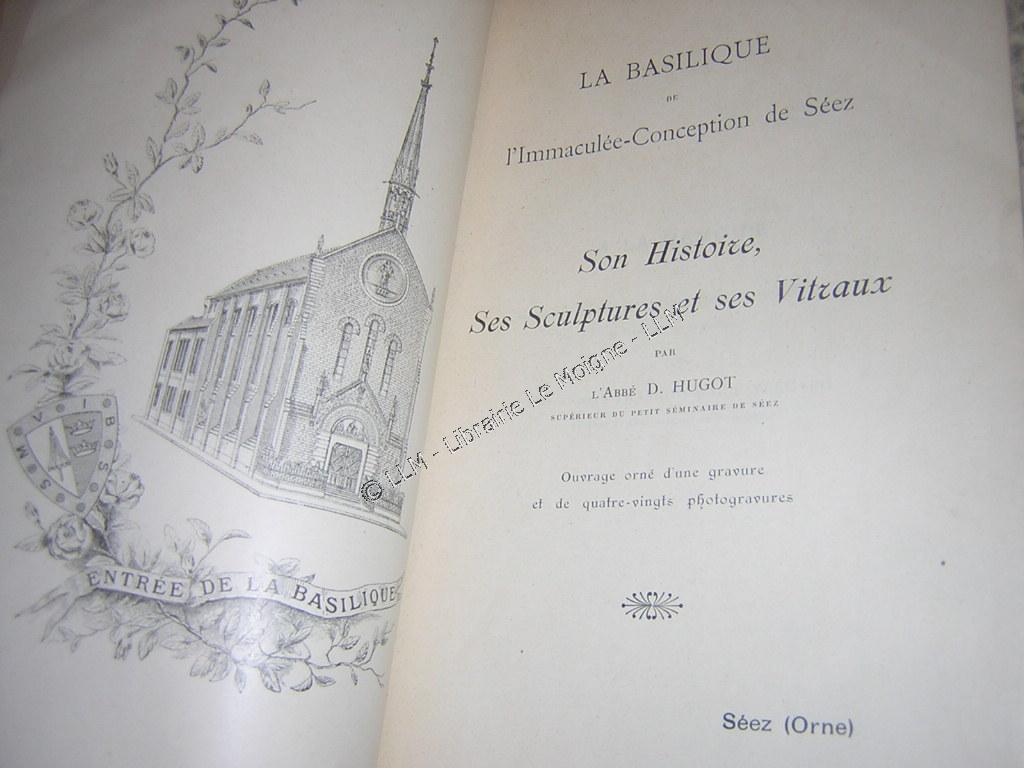 ENTRÉE DE LA BASILIQUE
LA BASILIQUE
DE
l'Immaculée-Conception de Séez
Son Histoire,
Ses Sculptures et ses Vitraux
PAR
L'ABBÉ D. HUGOT
SUPÉRIEUR DU PETIT SÉMINAIRE DE SÉEZ
Ouvrage orné d'une gravure
et de quatre-vingts photogravures
Séez (Orne)
© LLM - Librairie Le Moigne - LLM